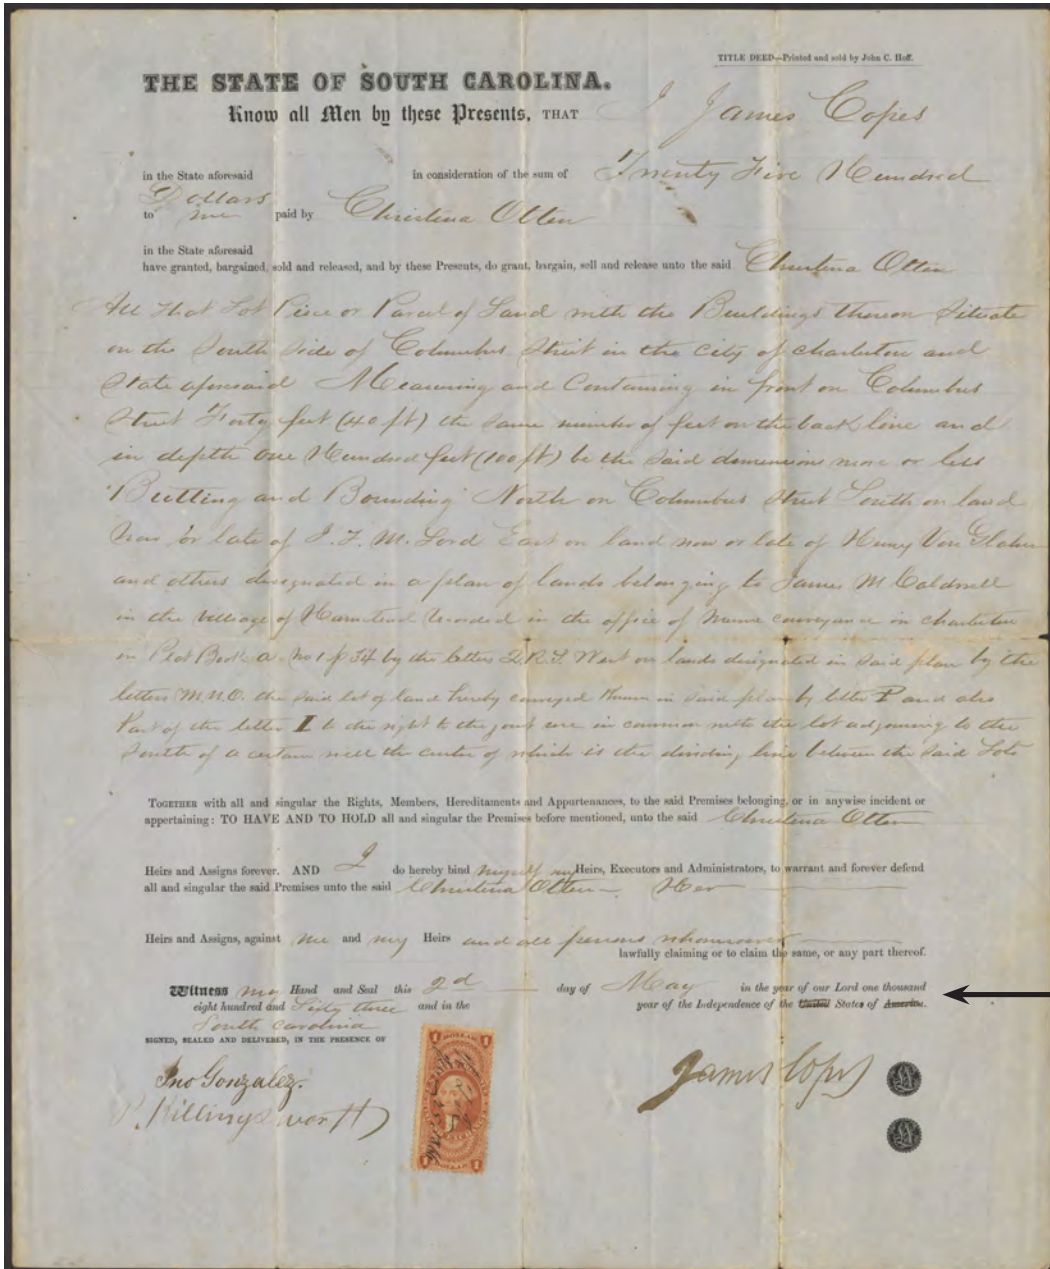 TITLE DEED—Printed and sold by John C. Hoff.
THE STATE OF SOUTH CAROLINA.
Know all Men by these Presents, THAT I James Copes
in the State aforesaid in consideration of the sum of Twenty Five Hundred
Dollars
to me paid by Christina Otten
in the State aforesaid
have granted, bargained, sold and released, and by these Presents, do grant, bargain, sell and release unto the said Christina Otten
All that Lot Piece or Parcel of Land with the Buildings thereon Situate
on the South Side of Columbus Street in the City of Charleston and
State aforesaid Measuring and Containing in front on Columbus
Street Forty feet (40 ft) the same number of feet on the back line and
in depth one Hundred feet (100 ft) be the said dimensions more or less
Butting and Bounding North on Columbus Street South on land
now or late of J. F. M. Lord East on land now or late of Henry Von Glahn
and others designated in a plan of lands belonging to James M Caldwell
in the village of Hamstead Recorded in the office of mesne conveyance in Charleston
in Plat Book a. no 1 p 34 by the letters Q.R.S. West on lands designated in said plan by the
letters M.N.O. the said lot of land hereby conveyed Known in said plan by letter P and also
Part of the letter I to the right to the joint use in common with the lot adjoining to the
South of a certain well the center of which is the dividing line between the said Lots
TOGETHER with all and singular the Rights, Members, Hereditaments and Appurtenances, to the said Premises belonging, or in anywise incident or
appertaining: TO HAVE AND TO HOLD all and singular the Premises before mentioned, unto the said Christina Otten
Heirs and Assigns forever. AND I do hereby bind myself my Heirs, Executors and Administrators, to warrant and forever defend
all and singular the said Premises unto the said Christina Otten Her
Heirs and Assigns, against me and my Heirs and all persons whomsoever
lawfully claiming or to claim the same, or any part thereof.
Witness my Hand and Seal this 2d day of May in the year of our Lord one thousand
eight hundred and Sixty three and in the year of the Independence of the United States of America.
South Carolina
SIGNED, SEALED AND DELIVERED, IN THE PRESENCE OF
Jno Gonzalez.
P. Killingsworth
James Copes
1 DOLLAR 1
1 DOLLAR 1